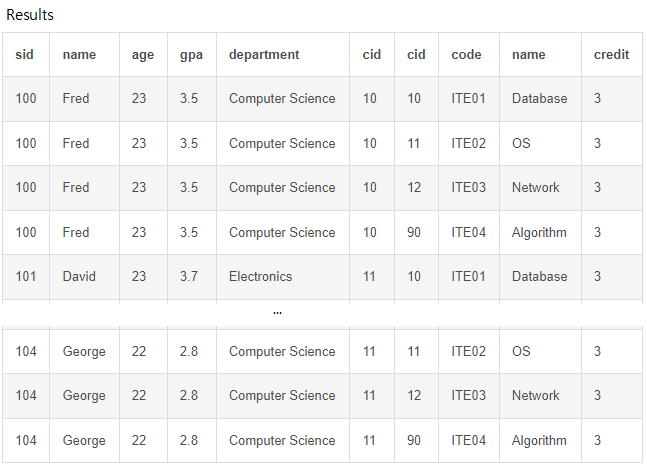 Results
sid name age gpa department cid cid code name credit
100 Fred 23 3.5 Computer Science 10 10 ITE01 Database 3
100 Fred 23 3.5 Computer Science 10 11 ITE02 OS 3
100 Fred 23 3.5 Computer Science 10 12 ITE03 Network 3
100 Fred 23 3.5 Computer Science 10 90 ITE04 Algorithm 3
101 David 23 3.7 Electronics 11 10 ITE01 Database 3
...
104 George 22 2.8 Computer Science 11 11 ITE02 OS 3
104 George 22 2.8 Computer Science 11 12 ITE03 Network 3
104 George 22 2.8 Computer Science 11 90 ITE04 Algorithm 3